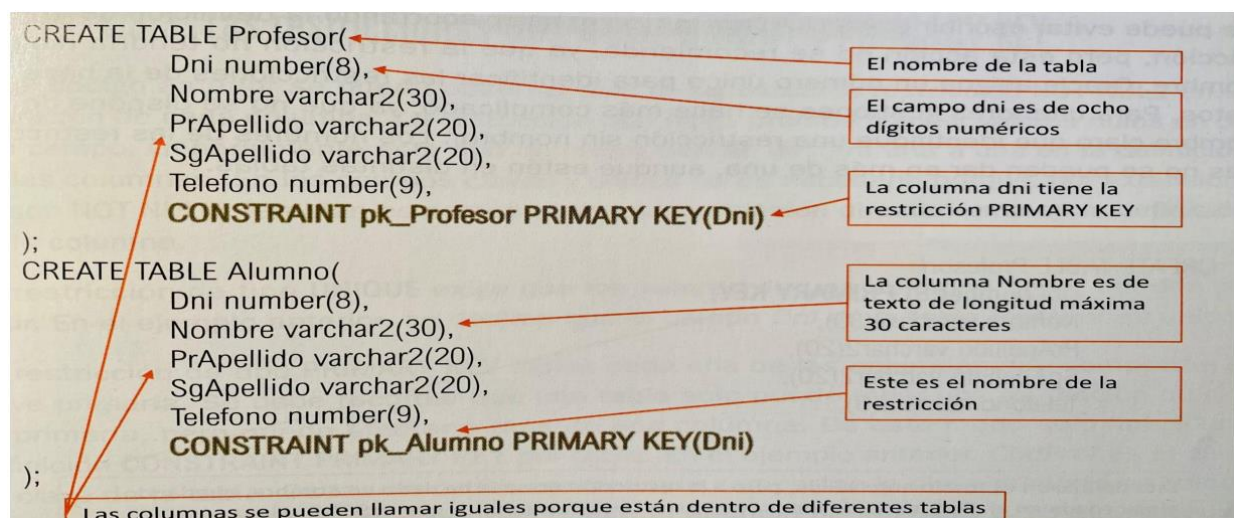 CREATE TABLE Profesor(
Dni number(8),
Nombre varchar2(30),
PrApellido varchar2(20),
SgApellido varchar2(20),
Telefono number(9),
CONSTRAINT pk_Profesor PRIMARY KEY(Dni)
);
El nombre de la tabla
El campo dni es de ocho
dígitos numéricos
La columna dni tiene la
restricción PRIMARY KEY
CREATE TABLE Alumno(
Dni number(8),
Nombre varchar2(30),
PrApellido varchar2(20),
SgApellido varchar2(20),
Telefono number(9),
CONSTRAINT pk_Alumno PRIMARY KEY(Dni)
);
La columna Nombre es de
texto de longitud máxima
30 caracteres
Este es el nombre de la
restricción
Las columnas se pueden llamar iguales porque están dentro de diferentes tablas